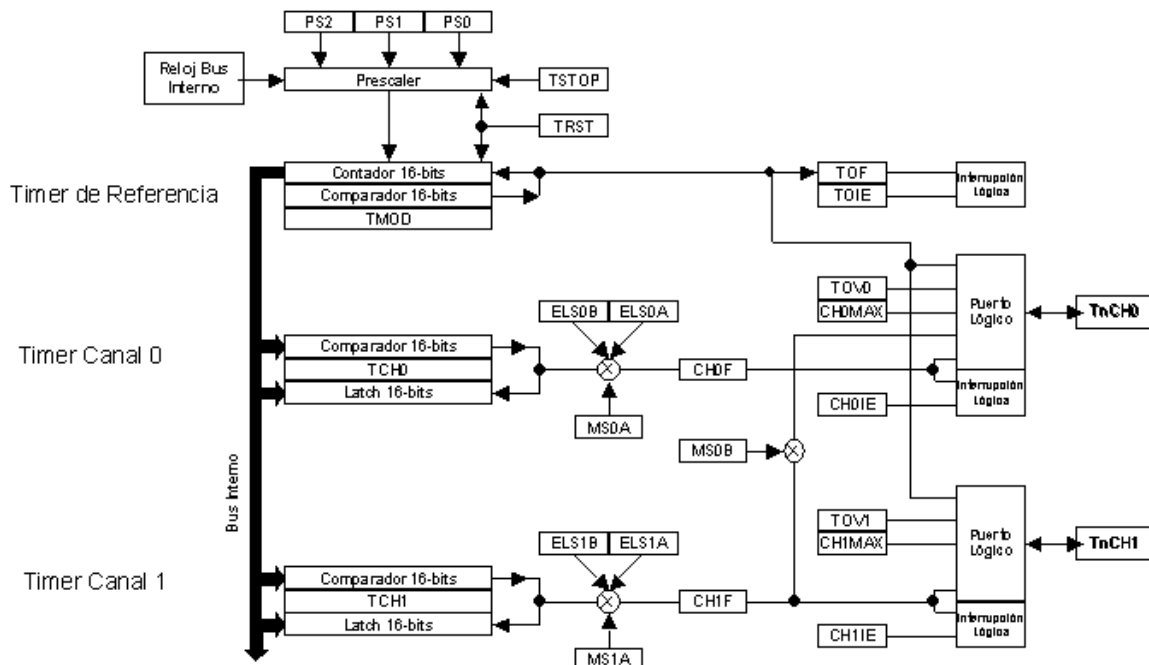 PS2 PS1 PS0
Reloj Bus
Interno
Prescaler
TSTOP
TRST
Timer de Referencia
Contador 16-bits
Comparador 16-bits
TMOD
TOF
TOIE
Interrupción
Lógica
TOV0
CH0MAX
Puerto
Lógico
TnCH0
Timer Canal 0
Comparador 16-bits
TCH0
Latch 16-bits
ELS0B ELS0A
MS0A
CH0F
CH0IE
Interrupción
Lógica
MS0B
Bus Interno
TOV1
CH1MAX
Puerto
Lógico
TnCH1
Timer Canal 1
Comparador 16-bits
TCH1
Latch 16-bits
ELS1B ELS1A
MS1A
CH1F
CH1IE
Interrupción
Lógica